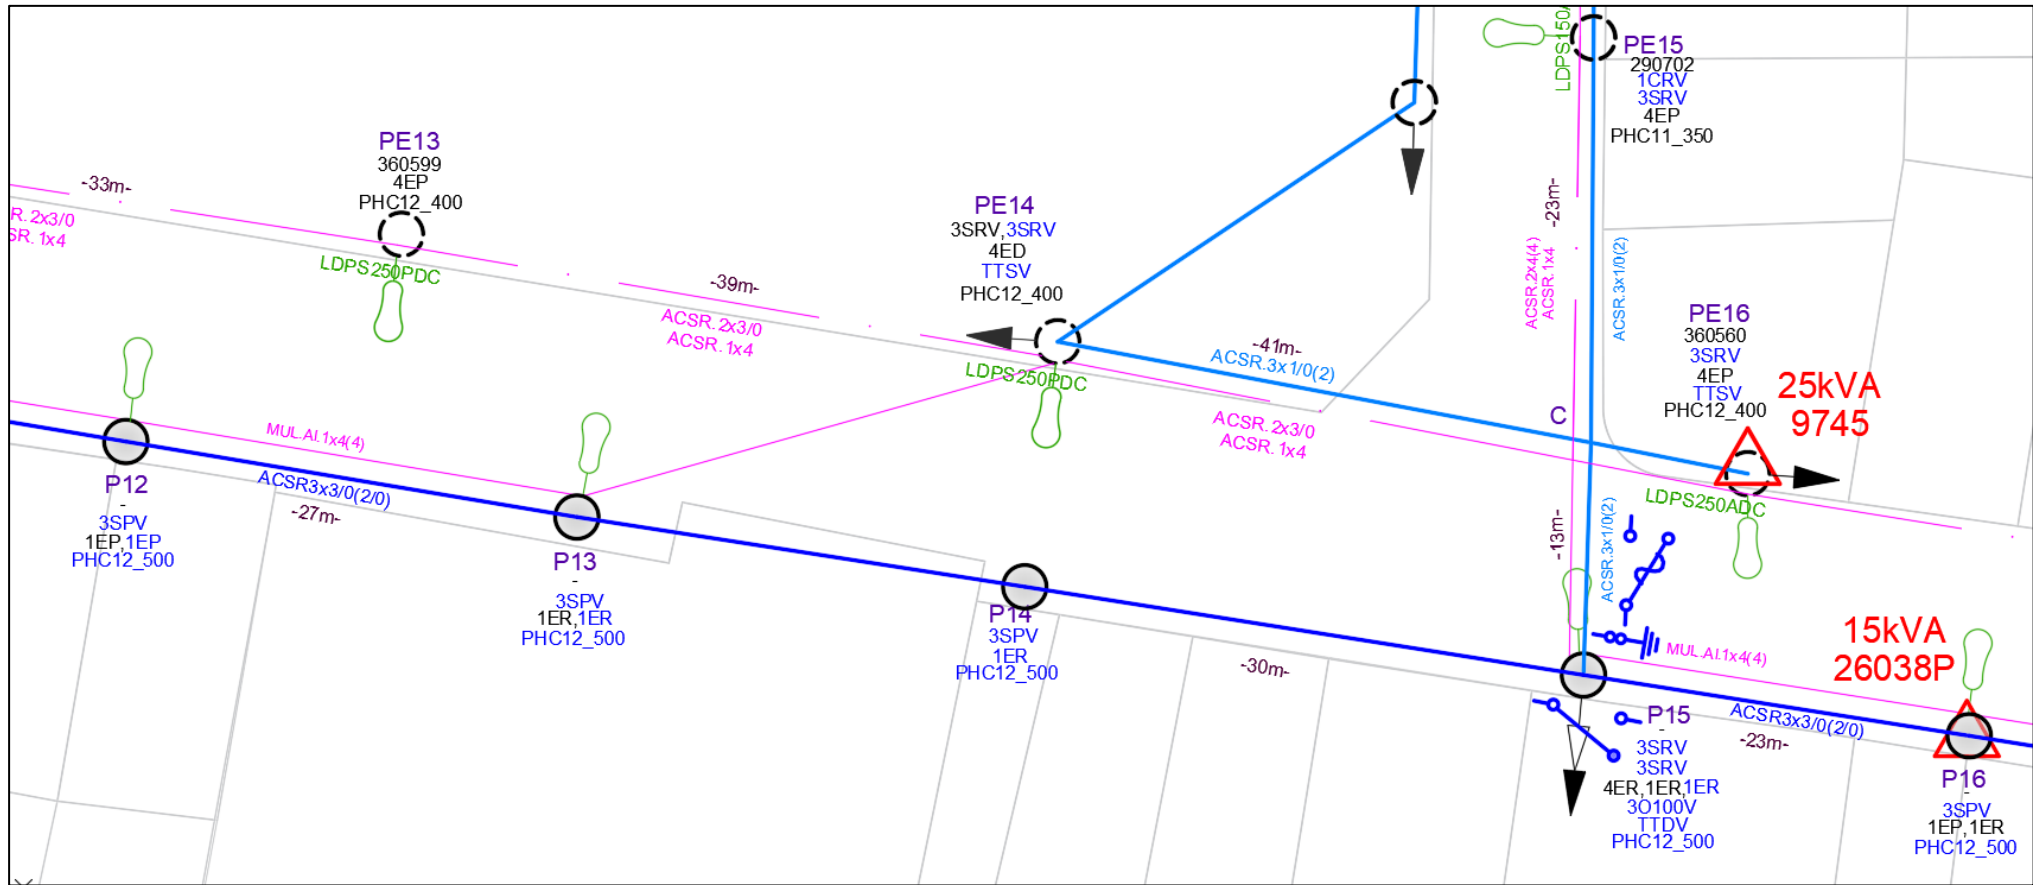 LDPS150A
PE15
290702
1CRV
3SRV
4EP
PHC11_350
PE13
360599
4EP
PHC12_400
-33m-
R.2x3/0
SR.1x4
LDPS250PDC
-39m-
ACSR.2x3/0
ACSR.1x4
PE14
3SRV,3SRV
4ED
TTSV
PHC12_400
LDPS250PDC
-41m-
ACSR.3x1/0(2)
ACSR.2x3/0
ACSR.1x4
-23m-
ACSR.2x4(4)
ACSR.1x4
ACSR.3x1/0(2)
C
PE16
360560
3SRV
4EP
TTSV
PHC12_400
25kVA
9745
LDPS250ADC
MUL.Al.1x4(4)
ACSR3x3/0(2/0)
-27m-
P12
-
3SPV
1EP,1EP
PHC12_500
P13
-
3SPV
1ER,1ER
PHC12_500
P14
3SPV
1ER
PHC12_500
-30m-
-13m-
ACSR.3x1/0(2)
MUL.Al.1x4(4)
15kVA
26038P
ACSR3x3/0(2/0)
-23m-
P15
-
3SRV
3SRV
4ER,1ER,1ER
3O100V
TTDV
PHC12_500
P16
-
3SPV
1EP,1ER
PHC12_500